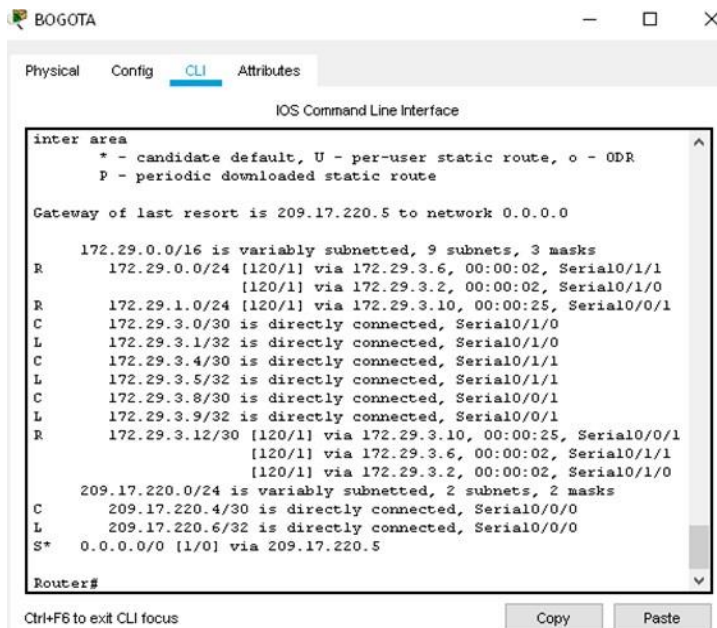 BOGOTA
Physical Config CLI Attributes
IOS Command Line Interface
inter area
* - candidate default, U - per-user static route, o - ODR
P - periodic downloaded static route
Gateway of last resort is 209.17.220.5 to network 0.0.0.0
172.29.0.0/16 is variably subnetted, 9 subnets, 3 masks
R 172.29.0.0/24 [120/1] via 172.29.3.6, 00:00:02, Serial0/1/1
[120/1] via 172.29.3.2, 00:00:02, Serial0/1/0
R 172.29.1.0/24 [120/1] via 172.29.3.10, 00:00:25, Serial0/0/1
C 172.29.3.0/30 is directly connected, Serial0/1/0
L 172.29.3.1/32 is directly connected, Serial0/1/0
C 172.29.3.4/30 is directly connected, Serial0/1/1
L 172.29.3.5/32 is directly connected, Serial0/1/1
C 172.29.3.8/30 is directly connected, Serial0/0/1
L 172.29.3.9/32 is directly connected, Serial0/0/1
R 172.29.3.12/30 [120/1] via 172.29.3.10, 00:00:25, Serial0/0/1
[120/1] via 172.29.3.6, 00:00:02, Serial0/1/1
[120/1] via 172.29.3.2, 00:00:02, Serial0/1/0
209.17.220.0/24 is variably subnetted, 2 subnets, 2 masks
C 209.17.220.4/30 is directly connected, Serial0/0/0
L 209.17.220.6/32 is directly connected, Serial0/0/0
S* 0.0.0.0/0 [1/0] via 209.17.220.5
Router#
Ctrl+F6 to exit CLI focus Copy Paste